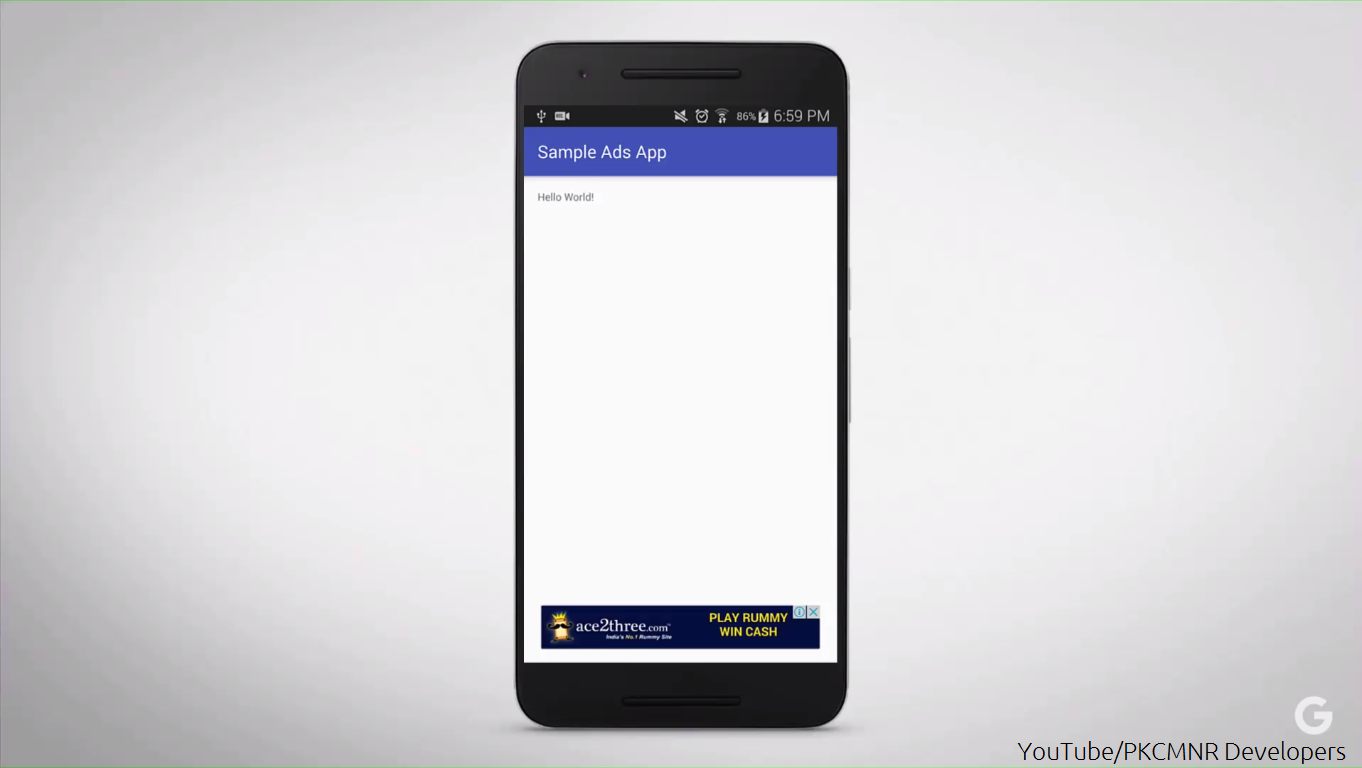 86% 6:59 PM
Sample Ads App
Hello World!
ace2three.com
India's No.1 Rummy Site
PLAY RUMMY
WIN CASH
G
YouTube/PKCMNR Developers